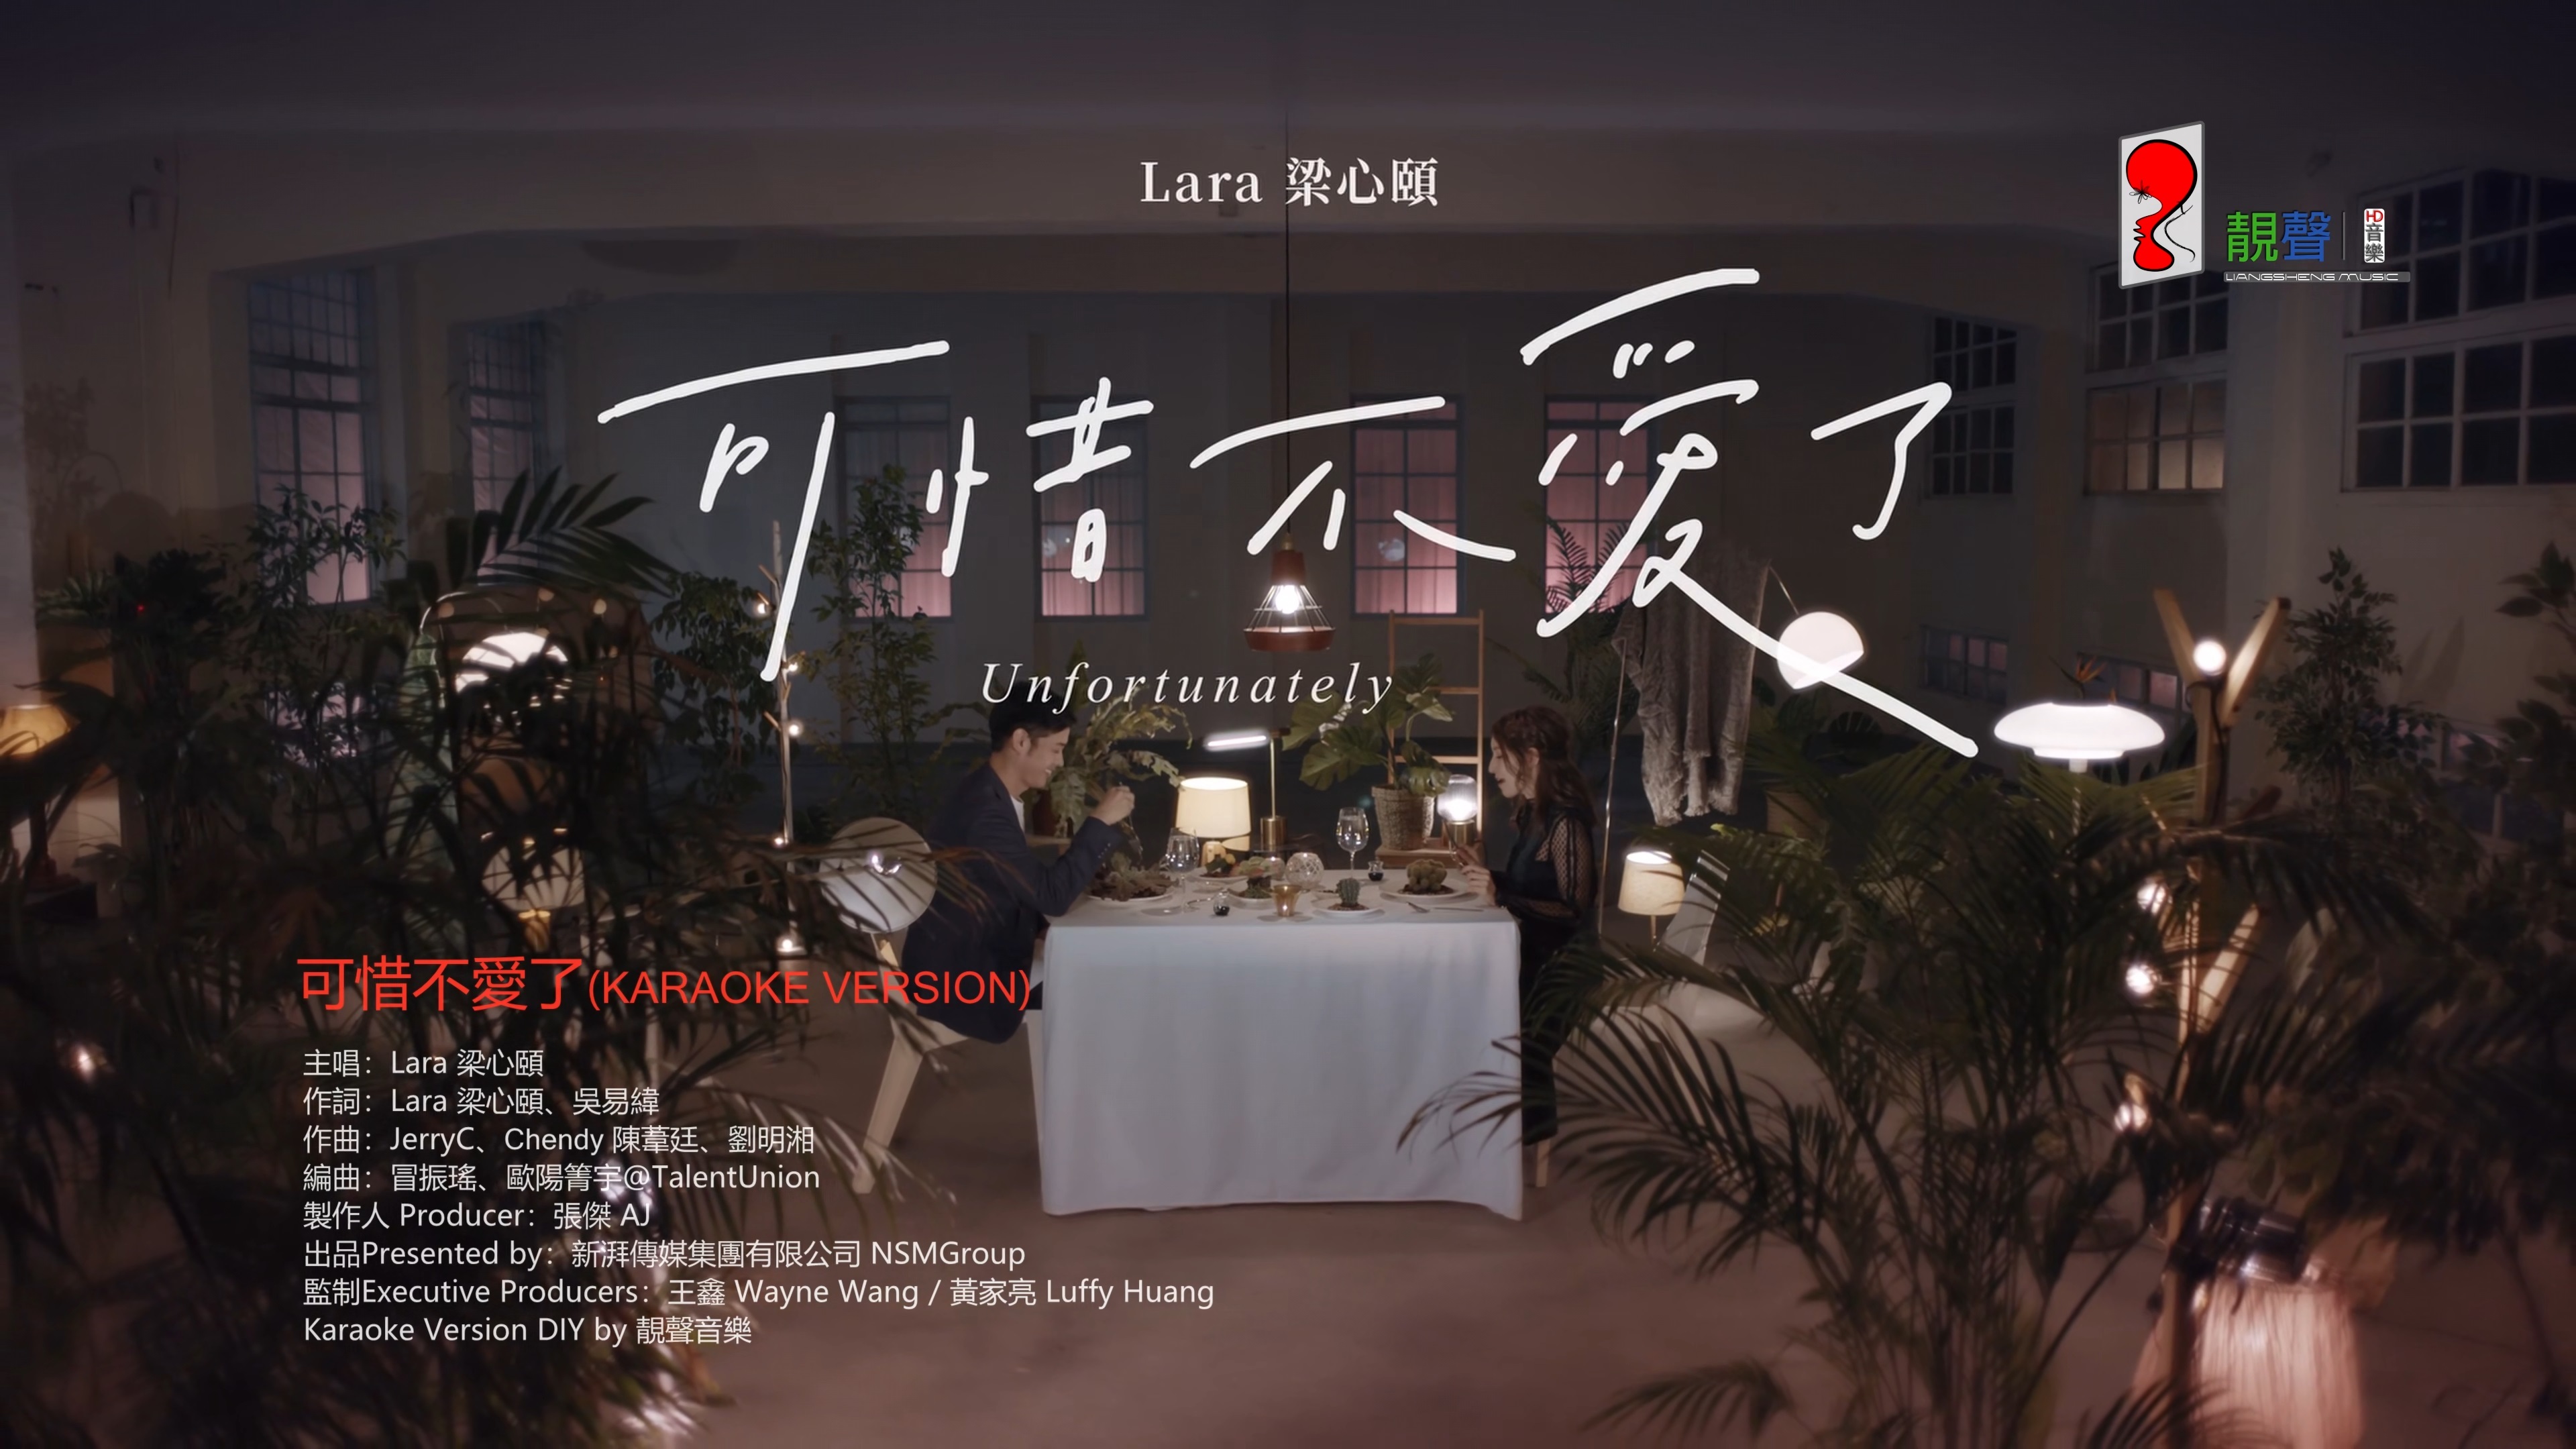 Lara 梁心頤
靚聲
HD音樂
LIANGSHENG MUSIC
可惜不愛了
Unfortunately
可惜不愛了(KARAOKE VERSION)
主唱：Lara 梁心頤
作詞：Lara 梁心頤、吳易緯
作曲：JerryC、Chendy 陳葦廷、劉明湘
編曲：冒振瑤、歐陽箐宇@TalentUnion
製作人 Producer：張傑 AJ
出品Presented by：新湃傳媒集團有限公司 NSMGroup
監制Executive Producers：王鑫 Wayne Wang / 黃家亮 Luffy Huang
Karaoke Version DIY by 靚聲音樂